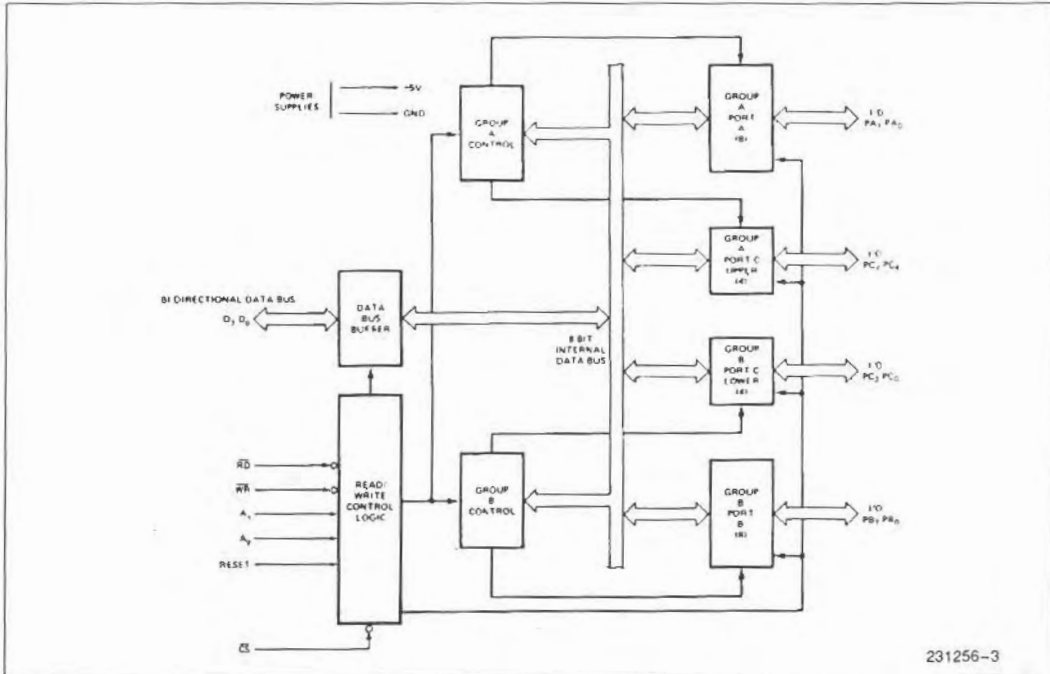 POWER
SUPPLIES
-5V
GND
GROUP
A
CONTROL
GROUP
A
PORT
A
(8)
I/O
PA7 PA0
GROUP
A
PORT C
UPPER
(4)
I/O
PC7 PC4
BI DIRECTIONAL DATA BUS
D7 D0
DATA
BUS
BUFFER
8 BIT
INTERNAL
DATA BUS
GROUP
B
PORT C
LOWER
(4)
I/O
PC3 PC0
RD
WR
A1
A0
RESET
CS
READ/
WRITE
CONTROL
LOGIC
GROUP
B
CONTROL
GROUP
B
PORT
B
(8)
I/O
PB7 PB0
231256-3